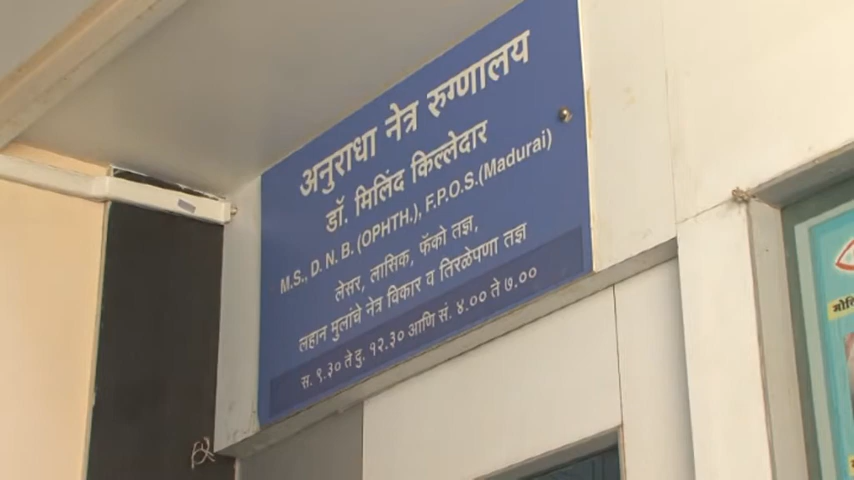 अनुराधा नेत्र रुग्णालय
डॉ. मिलिंद किल्लेदार
M.S., D. N. B. (OPHTH.), F.P.O.S.(Madurai)
लेसर, लासिक, फॅको तज्ञ,
लहान मुलांचे नेत्र विकार व तिरळेपणा तज्ञ
स. ९.३० ते दु. १२.३० आणि सं. ४.०० ते ७.००